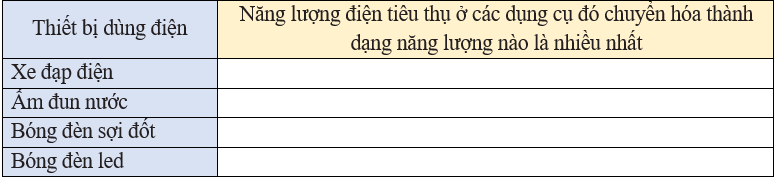 Thiết bị dùng điện
Năng lượng điện tiêu thụ ở các dụng cụ đó chuyển hóa thành
dạng năng lượng nào là nhiều nhất
Xe đạp điện
Ấm đun nước
Bóng đèn sợi đốt
Bóng đèn led